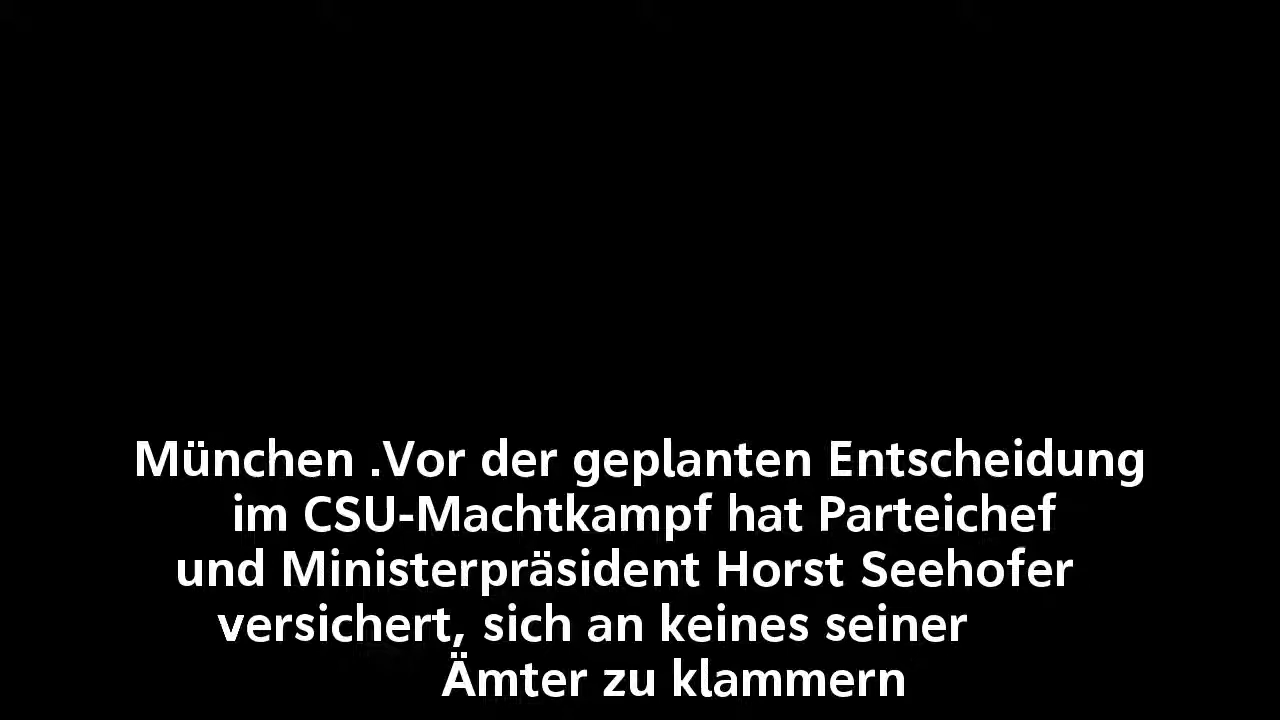 München .Vor der geplanten Entscheidung
im CSU-Machtkampf hat Parteichef
und Ministerpräsident Horst Seehofer
versichert, sich an keines seiner
Ämter zu klammern